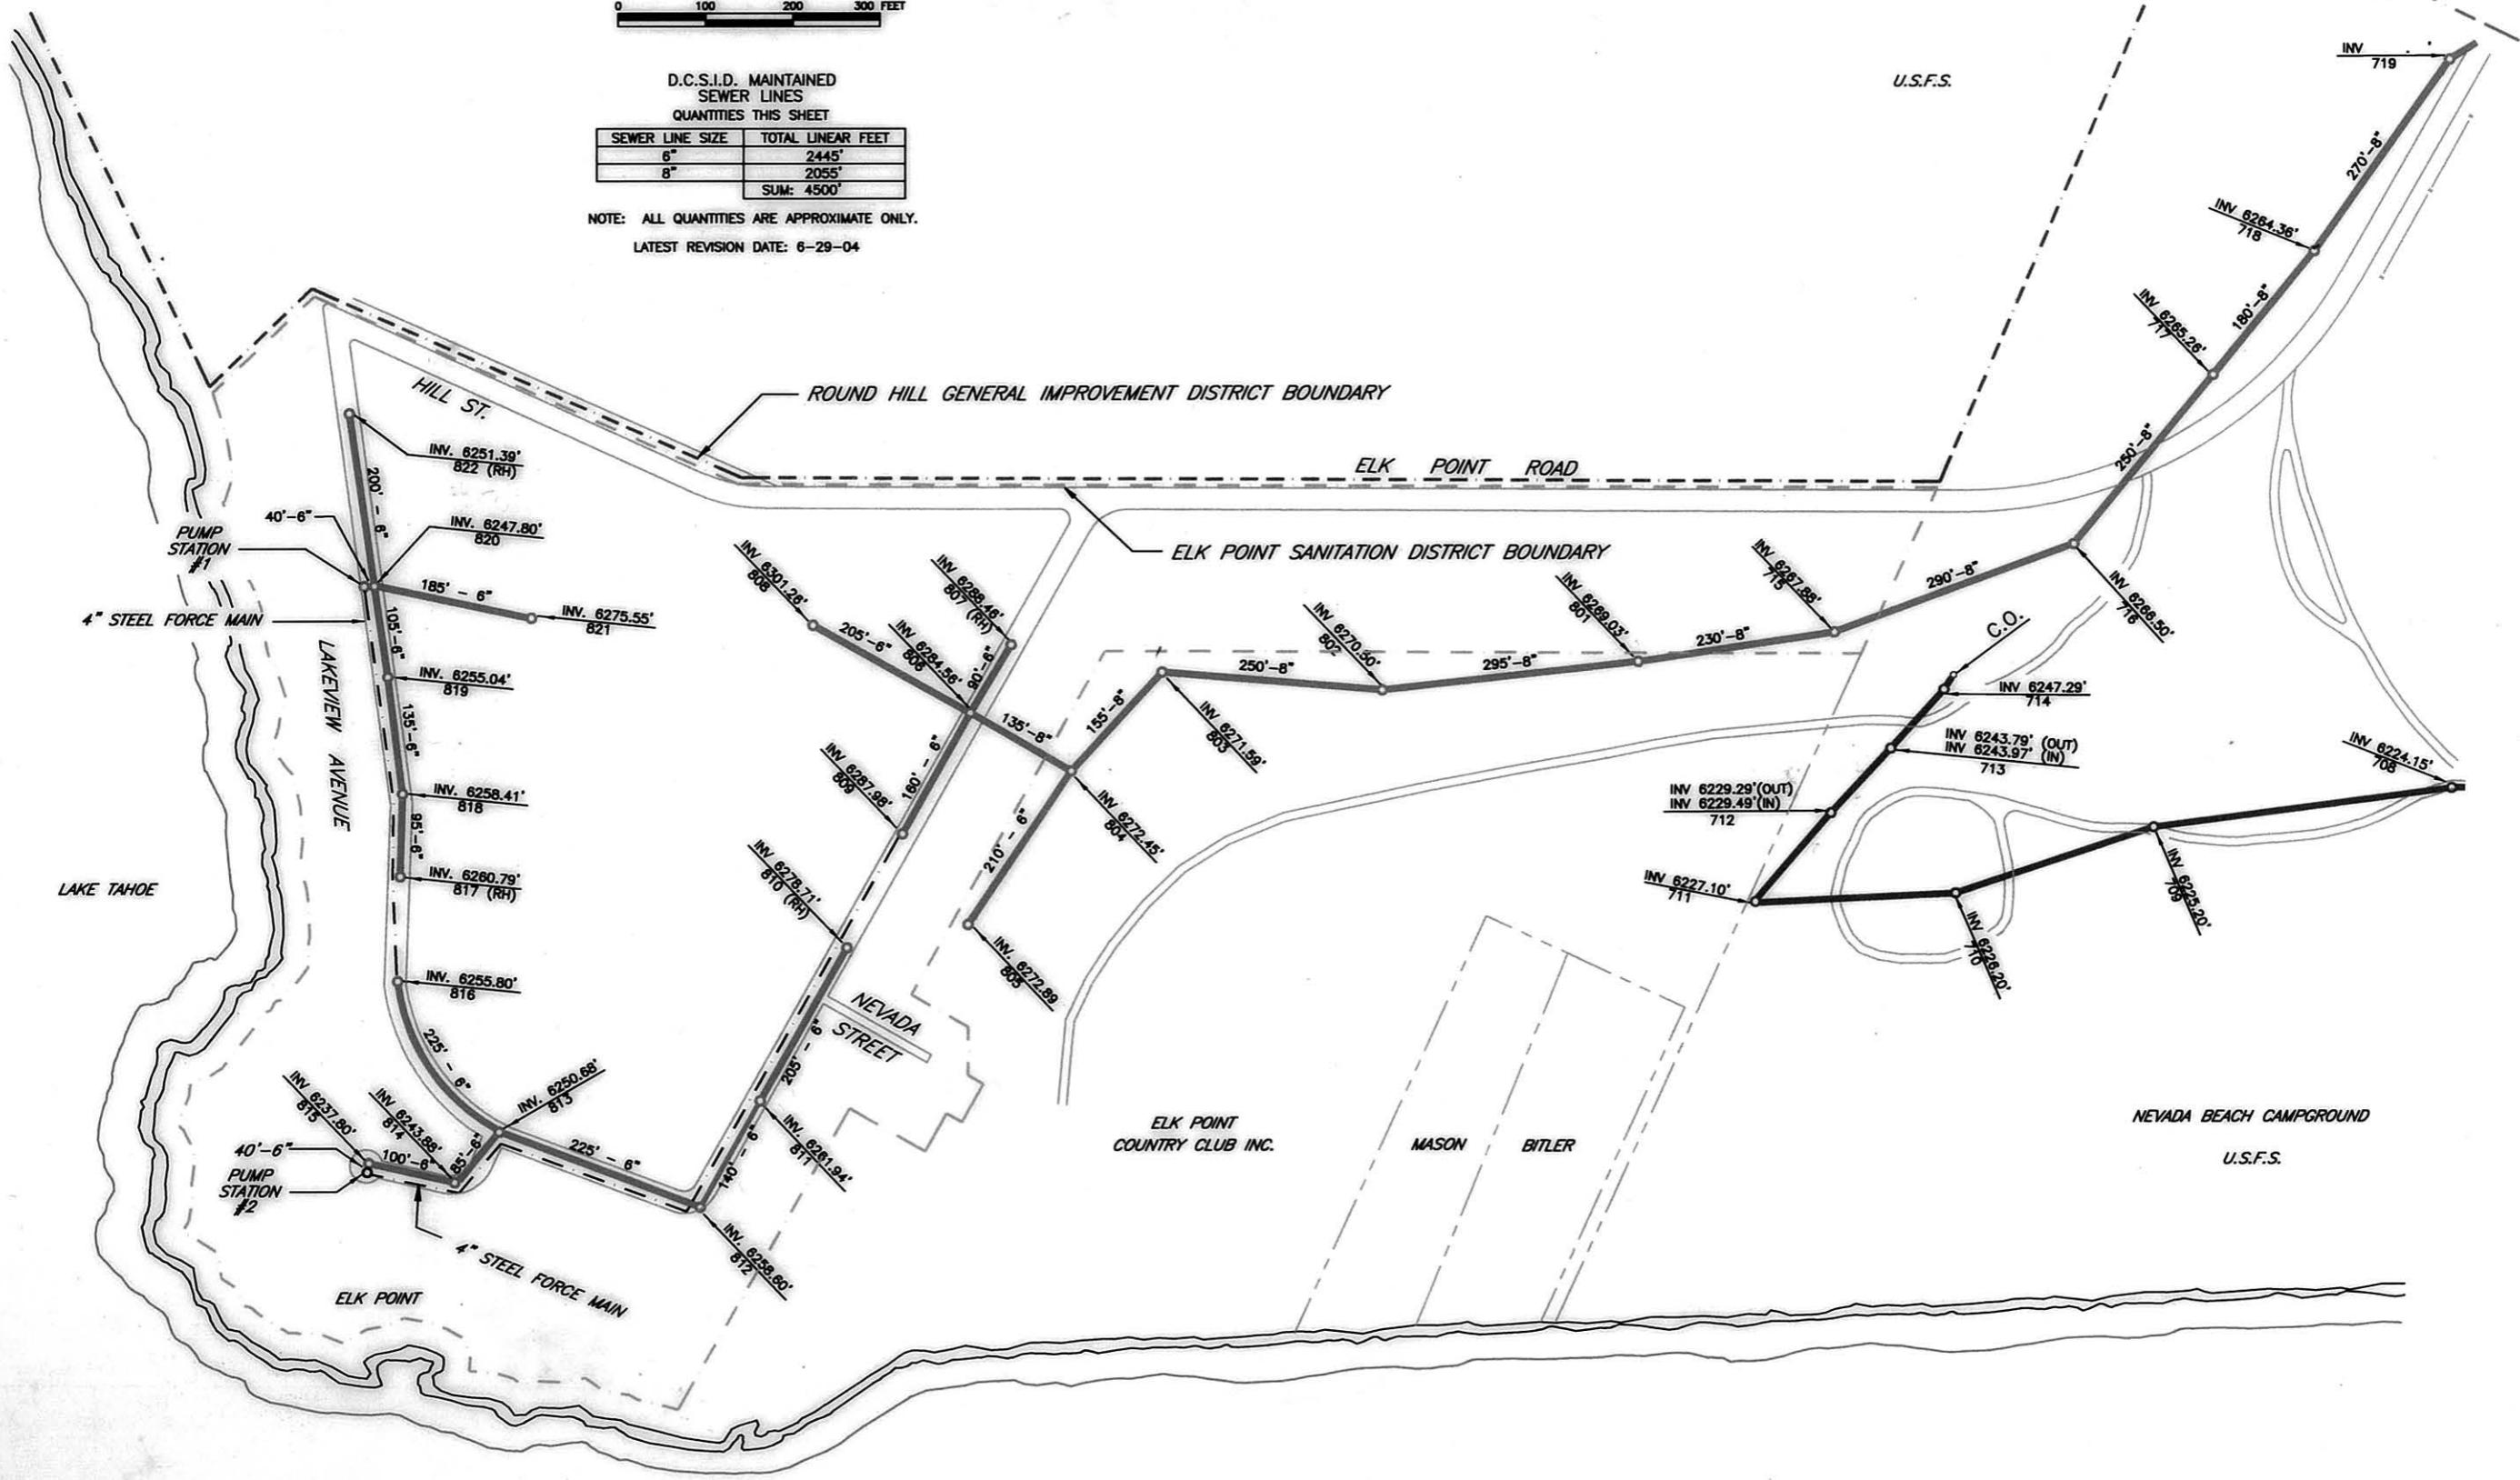 0 100 200 300 FEET
D.C.S.I.D. MAINTAINED
SEWER LINES
QUANTITIES THIS SHEET
SEWER LINE SIZE TOTAL LINEAR FEET
6" 2445'
8" 2055'
SUM: 4500'
NOTE: ALL QUANTITIES ARE APPROXIMATE ONLY.
LATEST REVISION DATE: 6-29-04
U.S.F.S.
INV
719
270'-8"
INV 6264.36'
718
180'-8"
INV 6265.26'
717
250'-8"
HILL ST.
ROUND HILL GENERAL IMPROVEMENT DISTRICT BOUNDARY
ELK POINT ROAD
ELK POINT SANITATION DISTRICT BOUNDARY
INV. 6251.39'
822 (RH)
200' - 6"
40'-6"
INV. 6247.80'
820
PUMP
STATION
#1
185' - 6"
INV. 6275.55'
821
4" STEEL FORCE MAIN
105'-6"
LAKEVIEW AVENUE
INV. 6255.04'
819
135'-6"
INV. 6258.41'
818
95'-6"
INV. 6260.79'
817 (RH)
LAKE TAHOE
INV. 6255.80'
816
225' - 6"
INV 6301.26'
808
205'-6"
INV 6288.46'
807 (RH)
INV 6284.56'
806
90'-6"
135'-8"
155'-8"
250'-8"
INV 6270.50'
802
295'-8"
INV 6269.03'
801
230'-8"
INV 6267.88'
715
290'-8"
INV 6266.50'
716
INV 6271.59'
803
INV 6272.45'
804
160' - 6"
INV 6287.98'
809
210' - 6"
INV. 6272.89
805
INV 6278.71'
810 (RH)
NEVADA
STREET
205' - 6"
INV. 6261.94'
811
140' - 6"
INV. 6258.60'
812
225' - 6"
INV. 6250.68'
813
85'-6"
INV 6243.88'
814
100'-6"
INV 6237.80'
815
40'-6"
PUMP
STATION
#2
4" STEEL FORCE MAIN
ELK POINT
C.O.
INV 6247.29'
714
INV 6243.79' (OUT)
INV 6243.97' (IN)
713
INV 6229.29'(OUT)
INV 6229.49'(IN)
712
INV 6227.10'
711
INV 6226.20'
710
INV 6225.20'
709
INV 6224.15'
708
ELK POINT
COUNTRY CLUB INC.
MASON
BITLER
NEVADA BEACH CAMPGROUND
U.S.F.S.